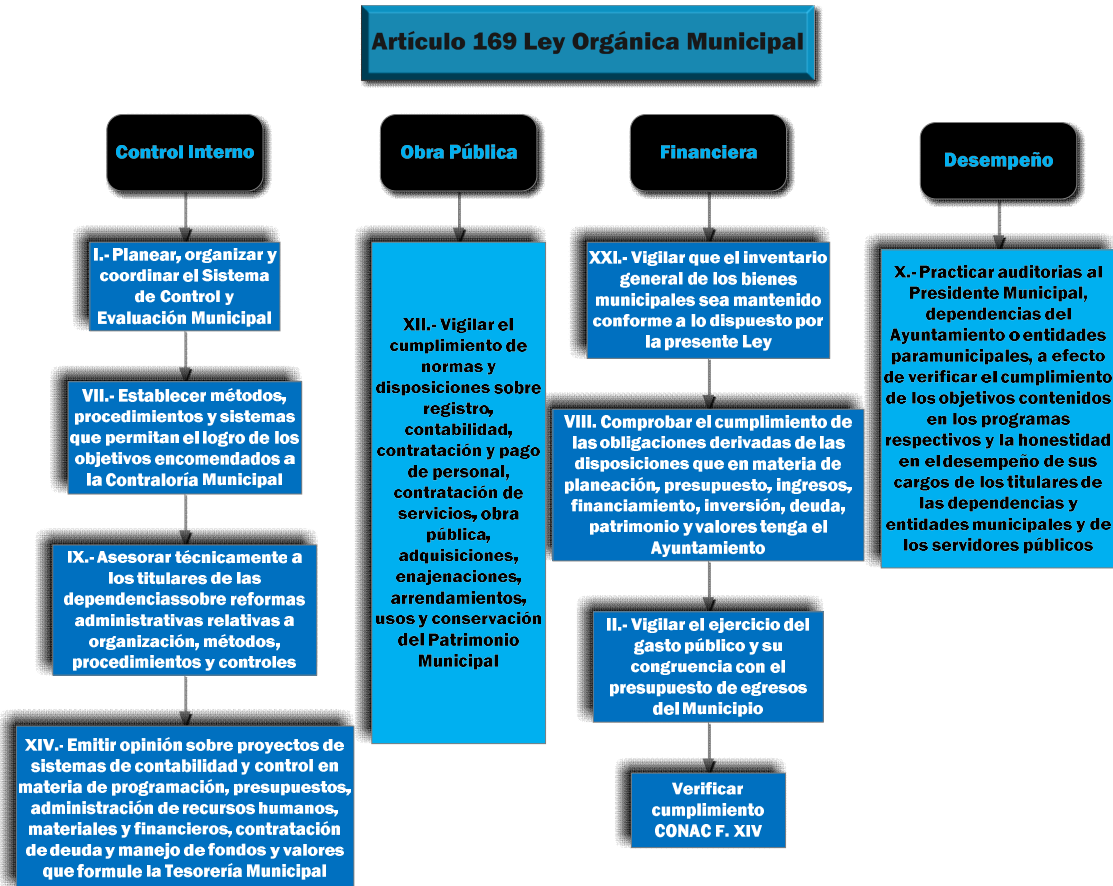 Artículo 169 Ley Orgánica Municipal
Control Interno
I.- Planear, organizar y
coordinar el Sistema
de Control y
Evaluación Municipal
VII.- Establecer métodos,
procedimientos y sistemas
que permitan el logro de los
objetivos encomendados a
la Contraloría Municipal
IX.- Asesorar técnicamente a
los titulares de las
dependenciassobre reformas
administrativas relativas a
organización, métodos,
procedimientos y controles
XIV.- Emitir opinión sobre proyectos de
sistemas de contabilidad y control en
materia de programación, presupuestos,
administración de recursos humanos,
materiales y financieros, contratación
de deuda y manejo de fondos y valores
que formule la Tesorería Municipal
Obra Pública
XII.- Vigilar el
cumplimiento de
normas y
disposiciones sobre
registro,
contabilidad,
contratación y pago
de personal,
contratación de
servicios, obra
pública,
adquisiciones,
enajenaciones,
arrendamientos,
usos y conservación
del Patrimonio
Municipal
Financiera
XXI.- Vigilar que el inventario
general de los bienes
municipales sea mantenido
conforme a lo dispuesto por
la presente Ley
VIII. Comprobar el cumplimiento de
las obligaciones derivadas de las
disposiciones que en materia de
planeación, presupuesto, ingresos,
financiamiento, inversión, deuda,
patrimonio y valores tenga el
Ayuntamiento
II.- Vigilar el ejercicio del
gasto público y su
congruencia con el
presupuesto de egresos
del Municipio
Verificar
cumplimiento
CONAC F. XIV
Desempeño
X.- Practicar auditorias al
Presidente Municipal,
dependencias del
Ayuntamiento o entidades
paramunicipales, a efecto
de verificar el cumplimiento
de los objetivos contenidos
en los programas
respectivos y la honestidad
en el desempeño de sus
cargos de los titulares de
las dependencias y
entidades municipales y de
los servidores públicos